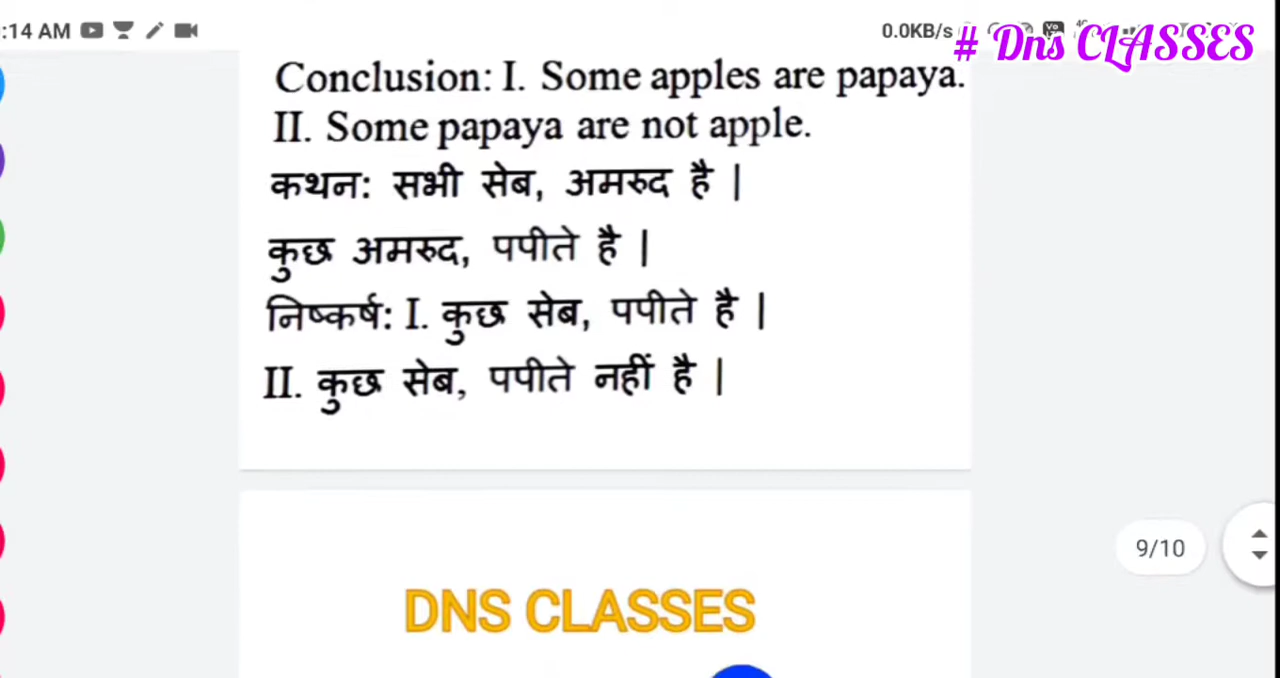 :14 AM
0.0KB/s
# Dns CLASSES
Conclusion: I. Some apples are papaya.
II. Some papaya are not apple.
कथन: सभी सेब, अमरुद है |
कुछ अमरुद, पपीते है |
निष्कर्ष: I. कुछ सेब, पपीते है |
II. कुछ सेब, पपीते नहीं है |
9/10
DNS CLASSES